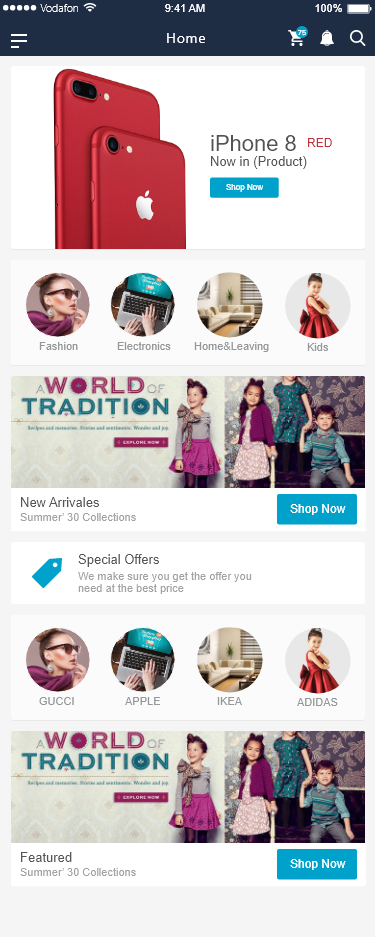 Vodafon 9:41 AM 100%
Home 75
iPhone 8 RED
Now in (Product)
Shop Now
Fashion Electronics Home&Leaving Kids
A WORLD OF
TRADITION
Recipes and memories. Stories and sentiments. Wonder and joy.
EXPLORE NOW
New Arrivales
Summer' 30 Collections
Shop Now
Special Offers
We make sure you get the offer you
need at the best price
GUCCI APPLE IKEA ADIDAS
A WORLD OF
TRADITION
Recipes and memories. Stories and sentiments. Wonder and joy.
EXPLORE NOW
Featured
Summer' 30 Collections
Shop Now